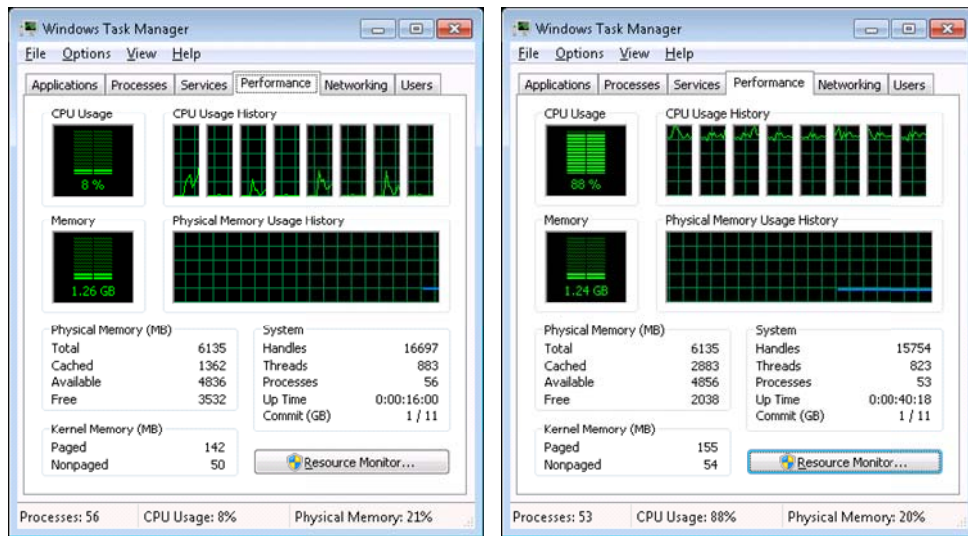 Windows Task Manager
File Options View Help
Applications Processes Services Performance Networking Users
CPU Usage CPU Usage History
8 %
Memory Physical Memory Usage History
1.26 GB
Physical Memory (MB) System
Total 6135 Handles 16697
Cached 1362 Threads 883
Available 4836 Processes 56
Free 3532 Up Time 0:00:16:00
Commit (GB) 1 / 11
Kernel Memory (MB)
Paged 142
Nonpaged 50 Resource Monitor...
Processes: 56 CPU Usage: 8% Physical Memory: 21%
Windows Task Manager
File Options View Help
Applications Processes Services Performance Networking Users
CPU Usage CPU Usage History
88 %
Memory Physical Memory Usage History
1.24 GB
Physical Memory (MB) System
Total 6135 Handles 15754
Cached 2883 Threads 823
Available 4856 Processes 53
Free 2038 Up Time 0:00:40:18
Commit (GB) 1 / 11
Kernel Memory (MB)
Paged 155
Nonpaged 54 Resource Monitor...
Processes: 53 CPU Usage: 88% Physical Memory: 20%